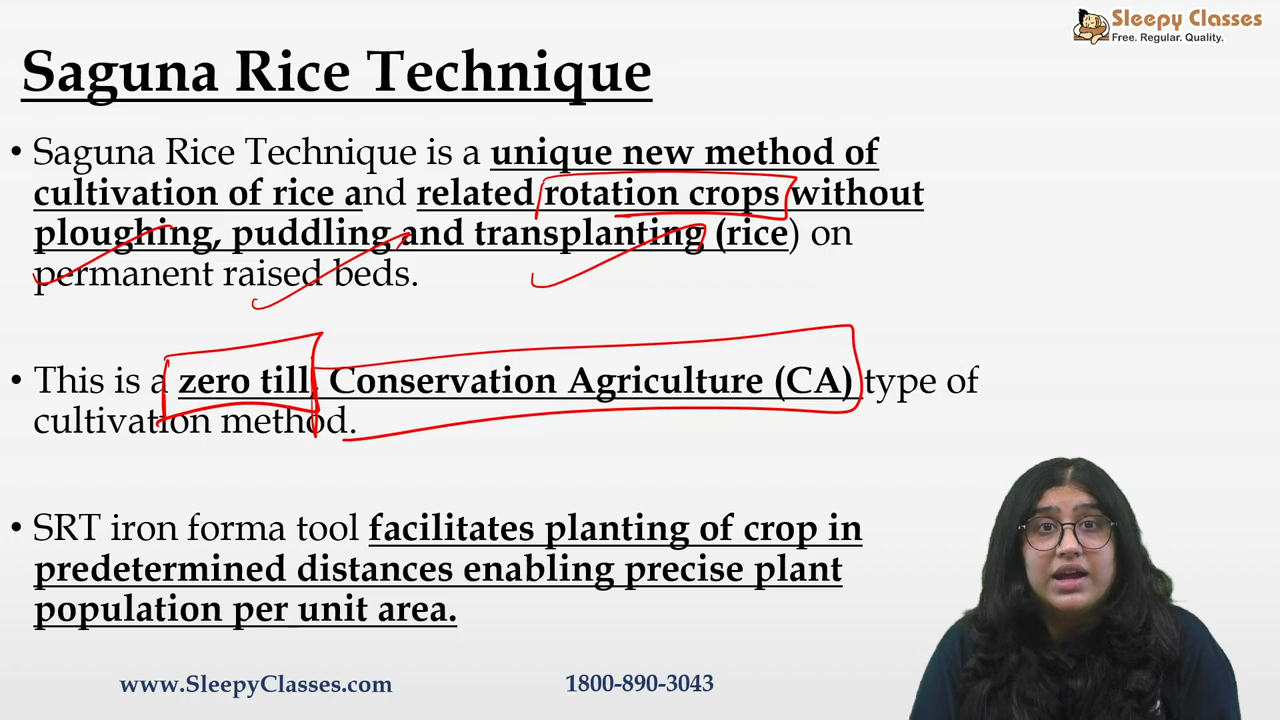 Sleepy Classes
Free. Regular. Quality.
Saguna Rice Technique
• Saguna Rice Technique is a unique new method of
cultivation of rice and related rotation crops without
ploughing, puddling and transplanting (rice) on
permanent raised beds.
• This is a zero till, Conservation Agriculture (CA) type of
cultivation method.
• SRT iron forma tool facilitates planting of crop in
predetermined distances enabling precise plant
population per unit area.
www.SleepyClasses.com
1800-890-3043